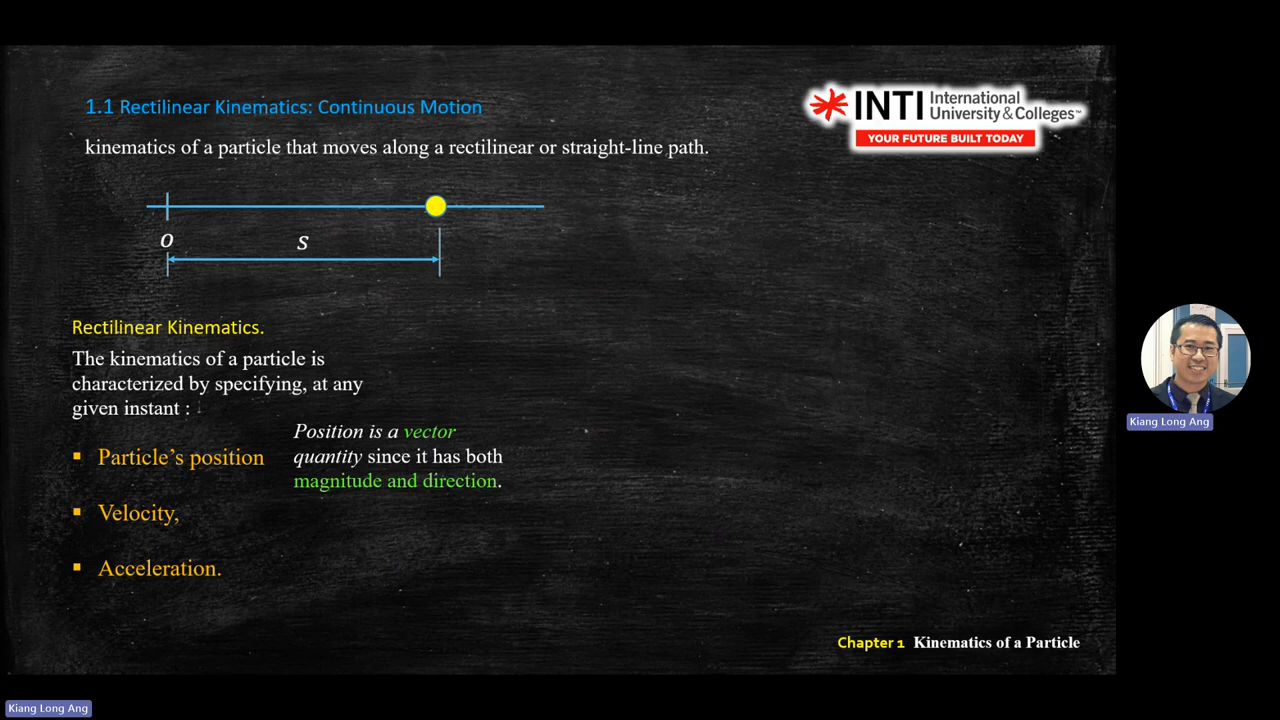 1.1 Rectilinear Kinematics: Continuous Motion
INTI International
University & Colleges™
YOUR FUTURE BUILT TODAY
kinematics of a particle that moves along a rectilinear or straight-line path.
O
S
Rectilinear Kinematics.
The kinematics of a particle is
characterized by specifying, at any
given instant :
Position is a vector
quantity since it has both
magnitude and direction.
▪ Particle’s position
▪ Velocity,
▪ Acceleration.
Kiang Long Ang
Chapter 1 Kinematics of a Particle
Kiang Long Ang